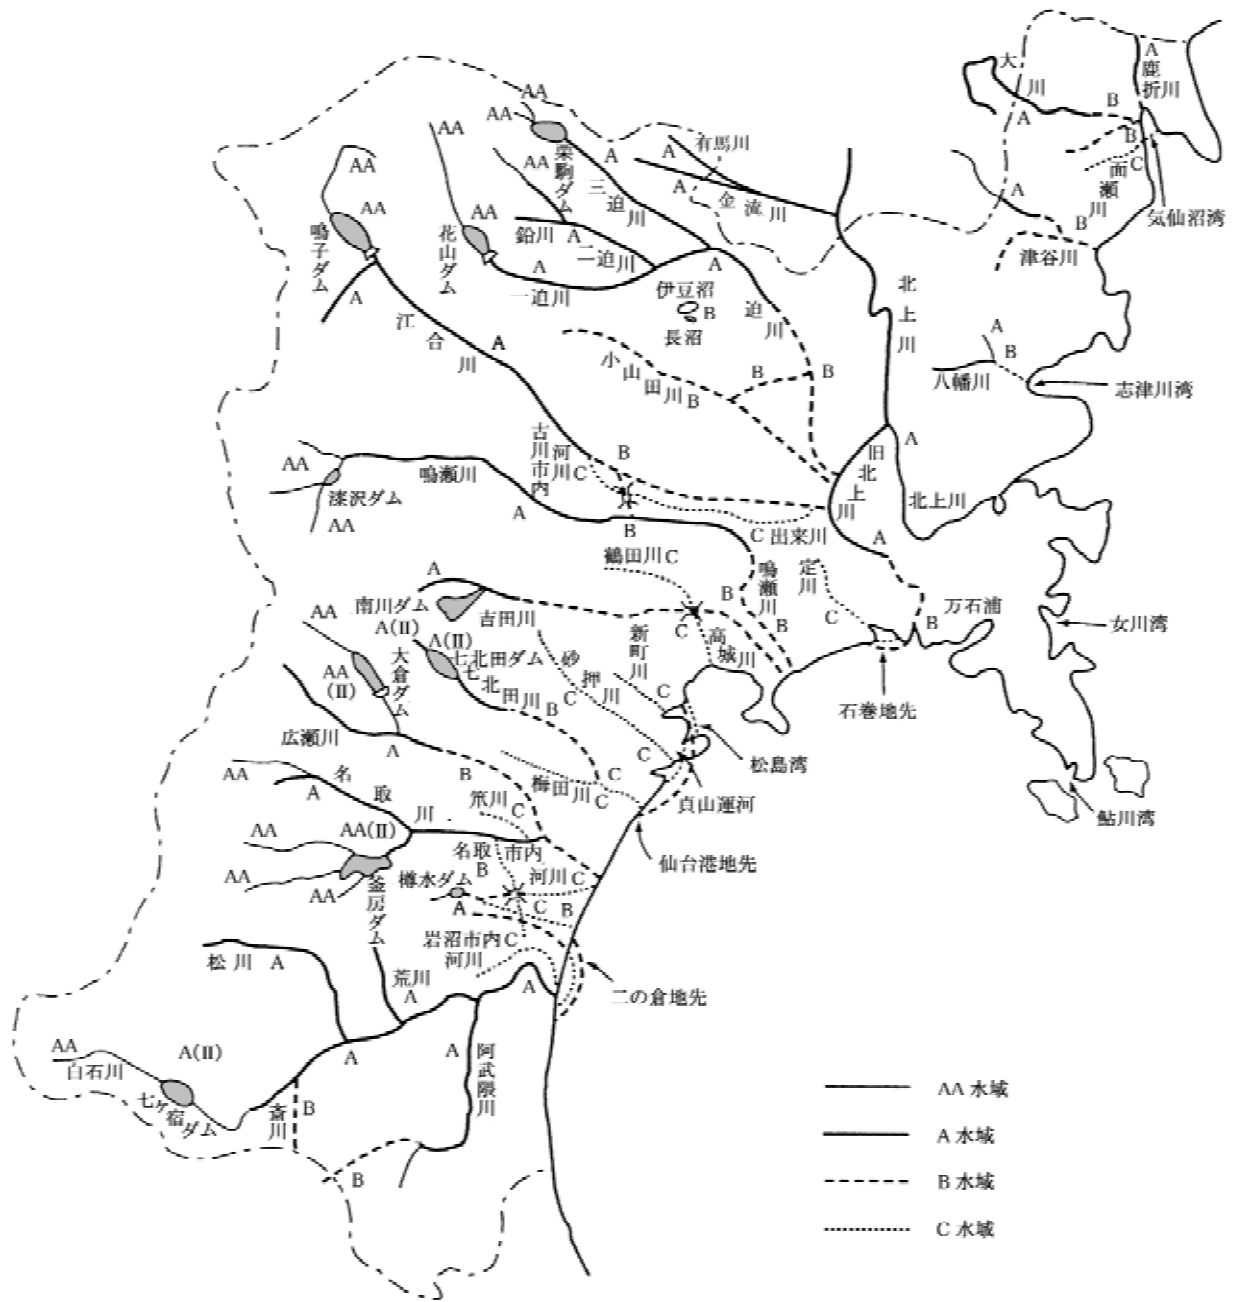 A
鹿折川
大川
B
A
B
C
面瀬川
気仙沼湾
A
B
津谷川
AA
AA
栗駒ダム
AA
AA
A
三迫川
有馬川
A
A
金流川
AA
AA
鳴子ダム
AA
花山ダム
鉛川
A
二迫川
A
一迫川
A
迫川
伊豆沼
B
長沼
北上川
A
江合川
A
小山田川
B
B
B
A
B
八幡川
志津川湾
古川市内河川
C
B
AA
漆沢ダム
AA
鳴瀬川
A
B
C
出来川
旧北上川
A
北上川
A
鶴田川
C
鳴瀬川
B
B
定川
C
B
万石浦
女川湾
石巻地先
鮎川湾
A
南川ダム
A(II)
吉田川
AA
A(II)
七北田ダム
七北田川
B
砂押川
C
C
新町川
C
C
高城川
松島湾
貞山運河
仙台港地先
AA
(II)
大倉ダム
広瀬川
A
B
梅田川
C
C
AA
A
名取川
笊川
C
AA
AA(II)
AA
AA
釜房ダム
名取市内河川
B
C
樽水ダム
A
C
B
岩沼市内河川
C
二の倉地先
松川
A
荒川
A
A
AA
白石川
A(II)
七ヶ宿ダム
A
斎川
B
A
阿武隈川
B
AA 水域
A 水域
B 水域
C 水域